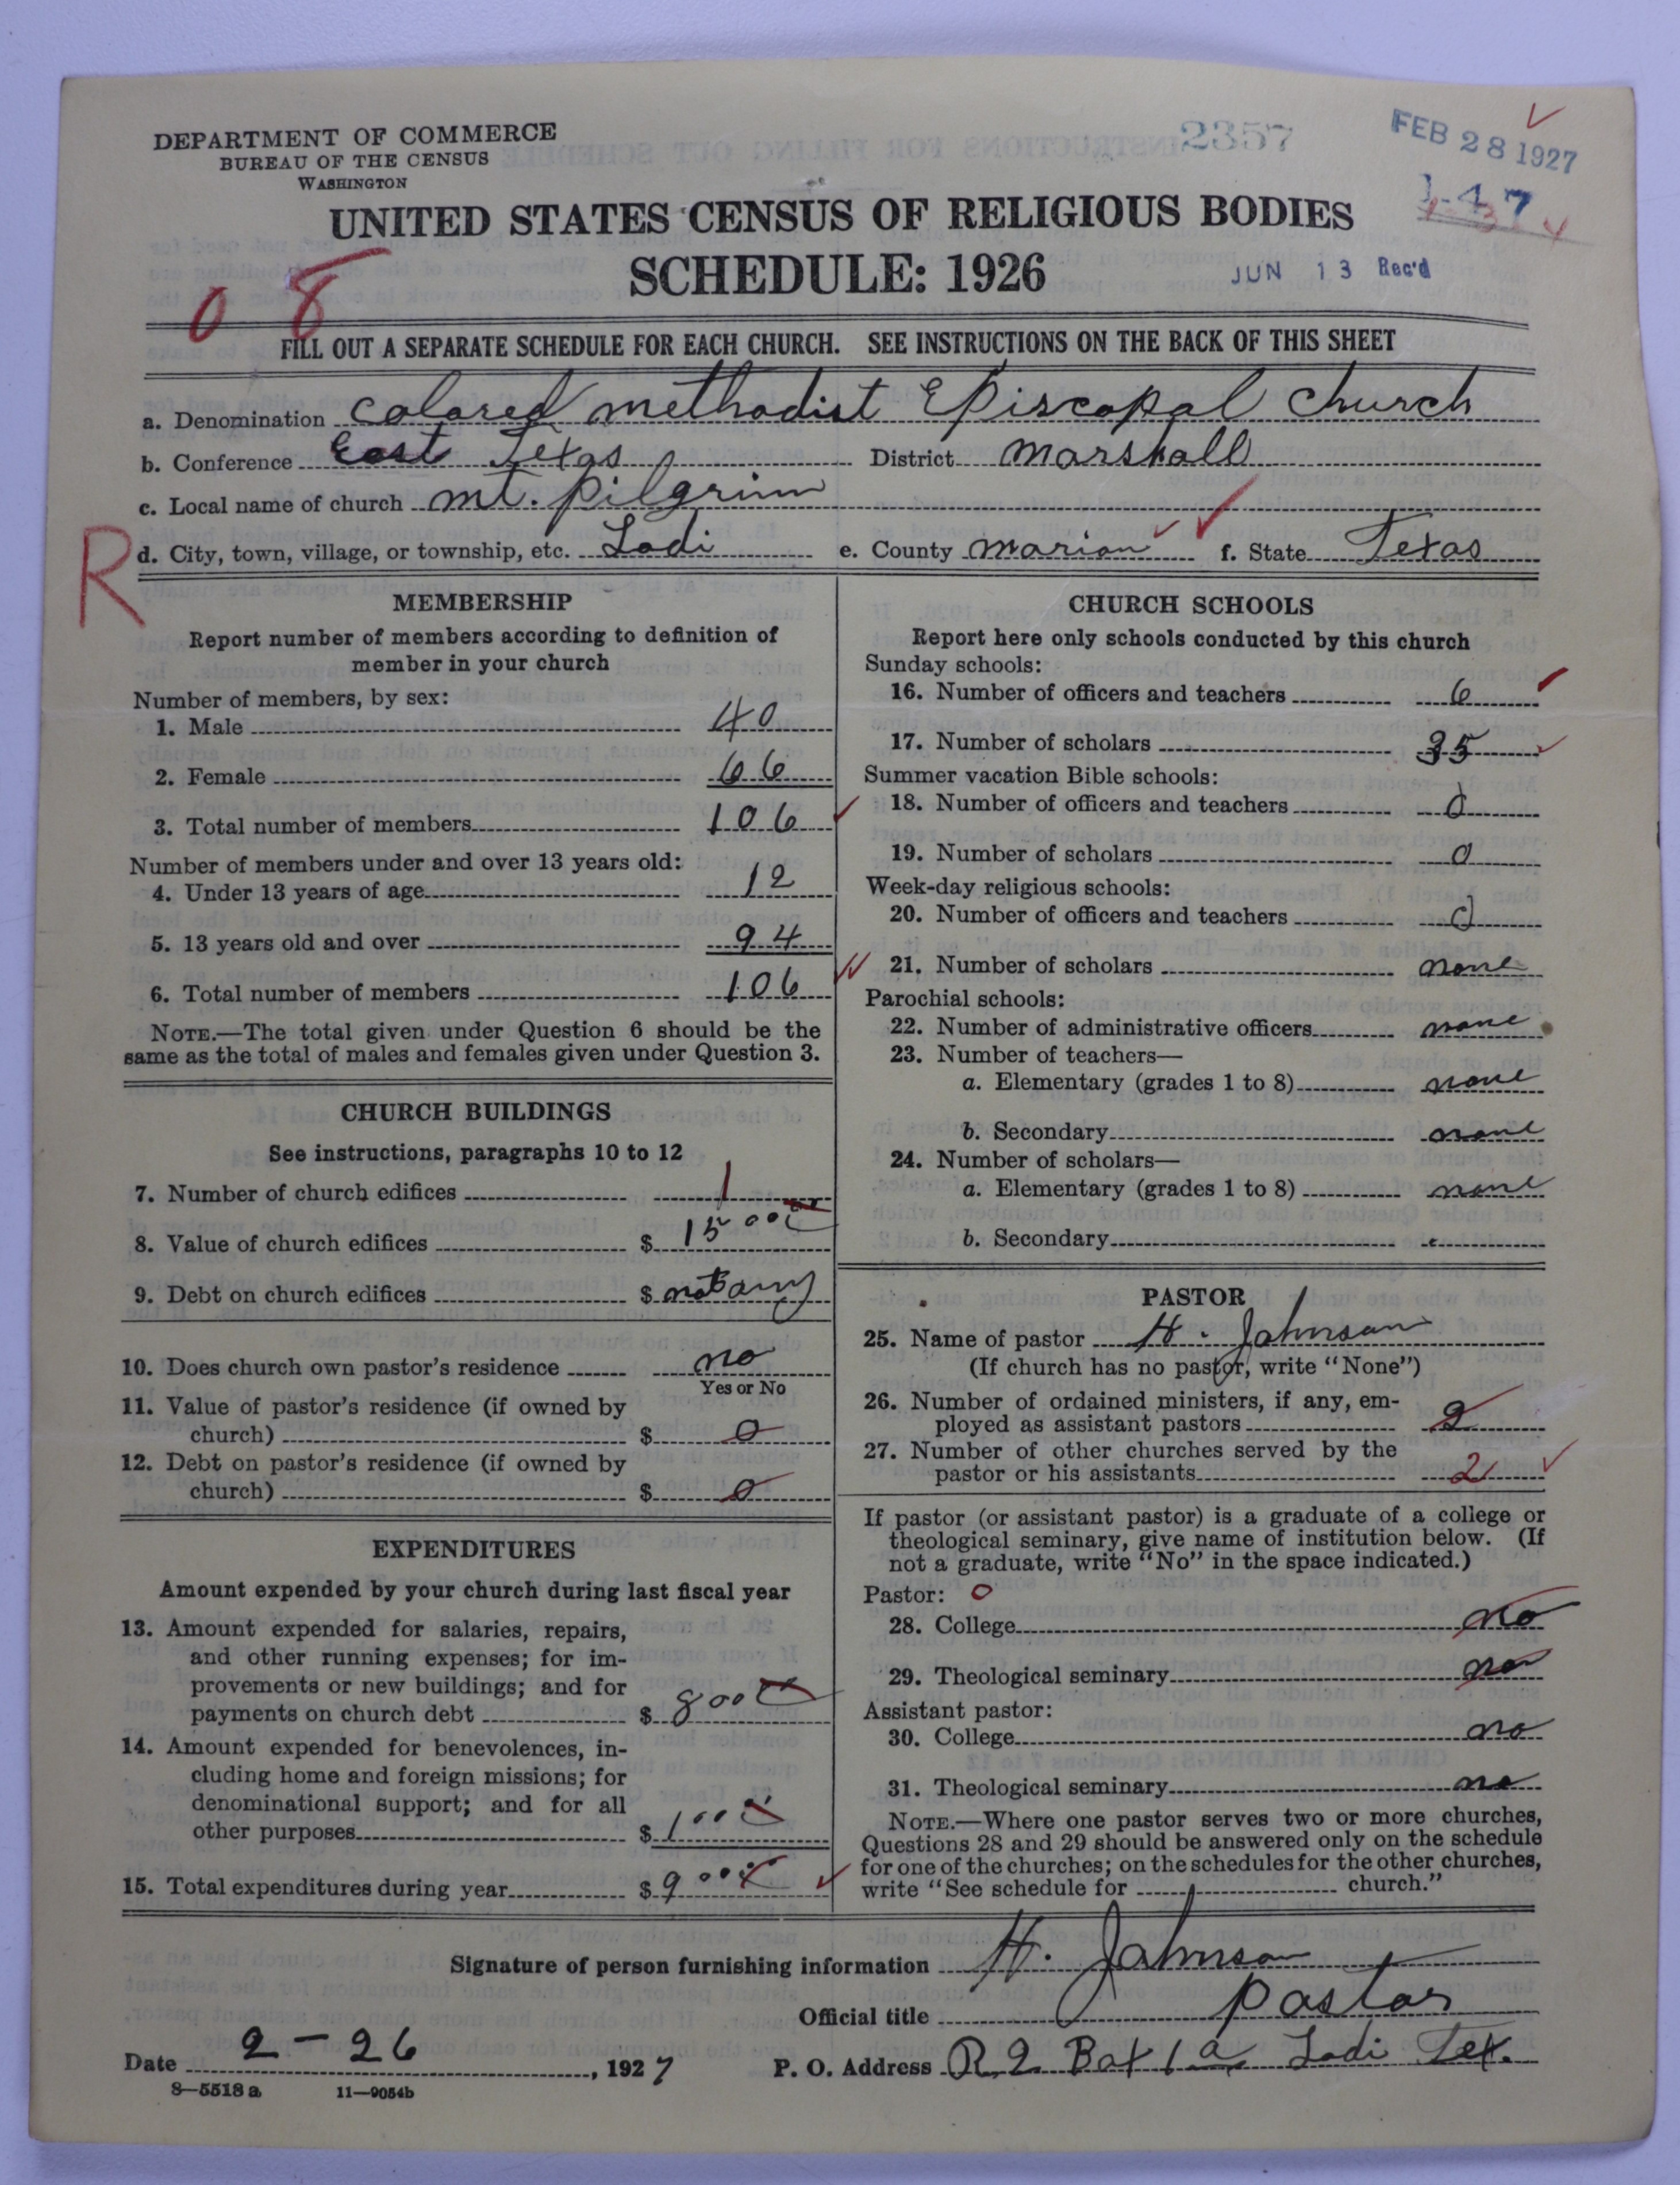 DEPARTMENT OF COMMERCE
BUREAU OF THE CENSUS
WASHINGTON
2357
FEB 28 1927
1-47
UNITED STATES CENSUS OF RELIGIOUS BODIES
SCHEDULE: 1926
JUN 13 Rec'd
0 8
FILL OUT A SEPARATE SCHEDULE FOR EACH CHURCH. SEE INSTRUCTIONS ON THE BACK OF THIS SHEET
a. Denomination colored methodist Episcopal church
b. Conference East Texas District marshall
c. Local name of church mt. pilgrim
R
d. City, town, village, or township, etc. Lodi e. County marion f. State Texas
MEMBERSHIP
Report number of members according to definition of
member in your church
Number of members, by sex:
1. Male 40
2. Female 66
3. Total number of members 106
Number of members under and over 13 years old:
4. Under 13 years of age 12
5. 13 years old and over 94
6. Total number of members 106
NOTE.—The total given under Question 6 should be the
same as the total of males and females given under Question 3.
CHURCH BUILDINGS
See instructions, paragraphs 10 to 12
7. Number of church edifices 1
8. Value of church edifices $ 1500
9. Debt on church edifices $ not any
10. Does church own pastor's residence no
Yes or No
11. Value of pastor's residence (if owned by
church) $ 0
12. Debt on pastor's residence (if owned by
church) $ 0
EXPENDITURES
Amount expended by your church during last fiscal year
13. Amount expended for salaries, repairs,
and other running expenses; for im-
provements or new buildings; and for
payments on church debt $ 800
14. Amount expended for benevolences, in-
cluding home and foreign missions; for
denominational support; and for all
other purposes $ 100
15. Total expenditures during year $ 900
CHURCH SCHOOLS
Report here only schools conducted by this church
Sunday schools:
16. Number of officers and teachers 6
17. Number of scholars 35
Summer vacation Bible schools:
18. Number of officers and teachers 0
19. Number of scholars 0
Week-day religious schools:
20. Number of officers and teachers 0
21. Number of scholars none
Parochial schools:
22. Number of administrative officers none
23. Number of teachers—
a. Elementary (grades 1 to 8) none
b. Secondary none
24. Number of scholars—
a. Elementary (grades 1 to 8) none
b. Secondary
PASTOR
25. Name of pastor H. Johnson
(If church has no pastor, write "None")
26. Number of ordained ministers, if any, em-
ployed as assistant pastors 2
27. Number of other churches served by the
pastor or his assistants 2
If pastor (or assistant pastor) is a graduate of a college or
theological seminary, give name of institution below. (If
not a graduate, write "No" in the space indicated.)
Pastor: 0
28. College no
29. Theological seminary no
Assistant pastor:
30. College no
31. Theological seminary no
NOTE.—Where one pastor serves two or more churches,
Questions 28 and 29 should be answered only on the schedule
for one of the churches; on the schedules for the other churches,
write "See schedule for church."
Signature of person furnishing information H. Johnson
Official title pastor
Date 2-26, 1927 P. O. Address R 2 Box 1a Lodi Tex.
8—5518 a 11—9054b